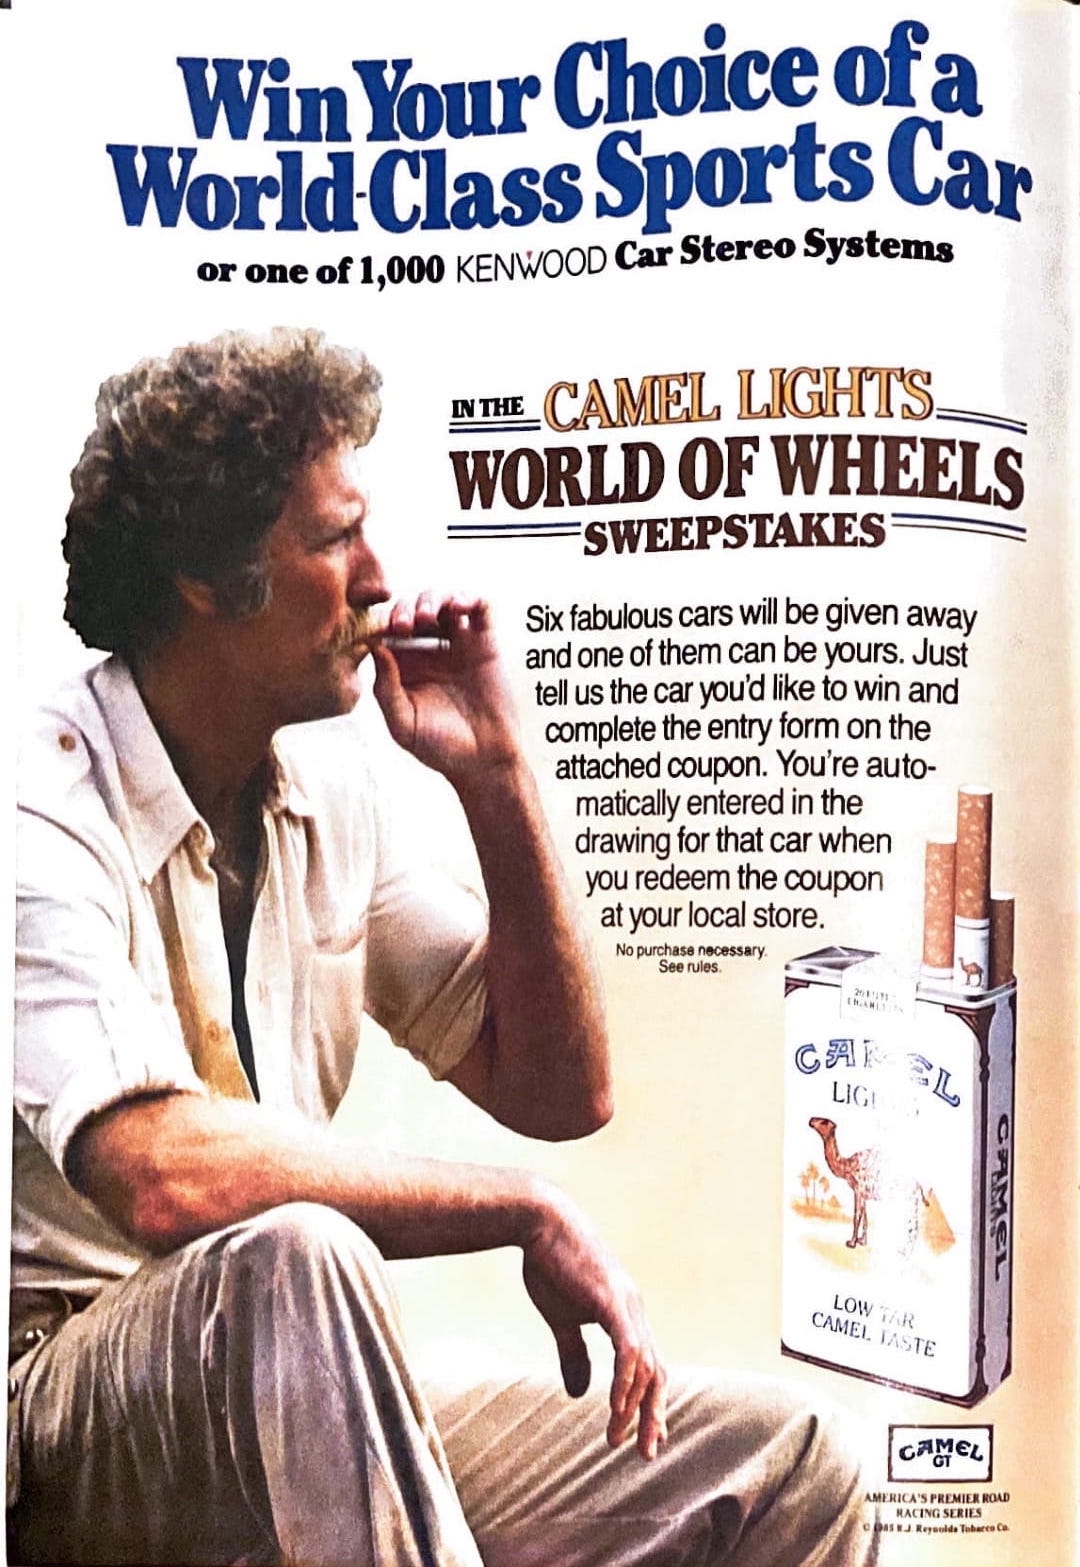 Win Your Choice of a
World-Class Sports Car
or one of 1,000 KENWOOD Car Stereo Systems
IN THE CAMEL LIGHTS
WORLD OF WHEELS
SWEEPSTAKES
Six fabulous cars will be given away
and one of them can be yours. Just
tell us the car you'd like to win and
complete the entry form on the
attached coupon. You're auto-
matically entered in the
drawing for that car when
you redeem the coupon
at your local store.
No purchase necessary.
See rules.
CAMEL
LIGHTS
CAMEL
LOW TAR
CAMEL TASTE
CAMEL
GT
AMERICA'S PREMIER ROAD
RACING SERIES
© 1985 R.J. Reynolds Tobacco Co.